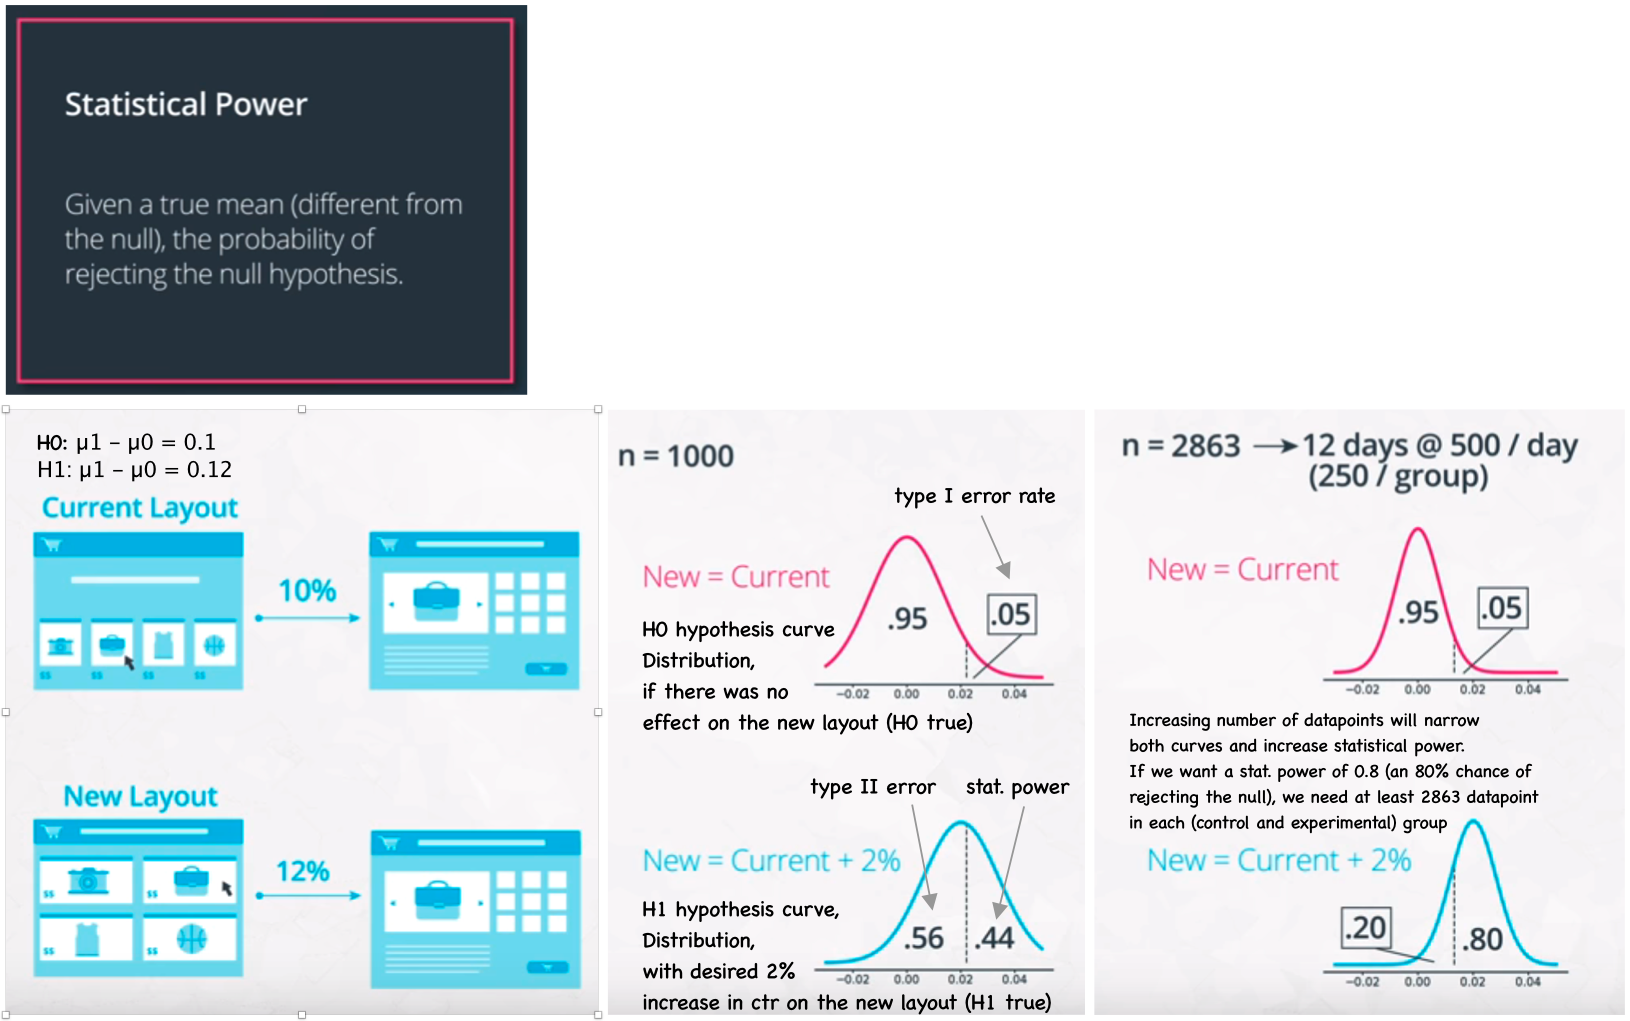 Statistical Power
Given a true mean (different from
the null), the probability of
rejecting the null hypothesis.
H0: µ1 – µ0 = 0.1
H1: µ1 – µ0 = 0.12
Current Layout
10%
$$ $$ $$ $$
New Layout
12%
$$ $$
$$ $$
n = 1000
type I error rate
New = Current
.95
.05
H0 hypothesis curve
Distribution,
if there was no
effect on the new layout (H0 true)
−0.02 0.00 0.02 0.04
type II error stat. power
New = Current + 2%
.56 .44
H1 hypothesis curve,
Distribution,
with desired 2%
increase in ctr on the new layout (H1 true)
−0.02 0.00 0.02 0.04
n = 2863 → 12 days @ 500 / day
(250 / group)
New = Current
.95
.05
−0.02 0.00 0.02 0.04
Increasing number of datapoints will narrow
both curves and increase statistical power.
If we want a stat. power of 0.8 (an 80% chance of
rejecting the null), we need at least 2863 datapoint
in each (control and experimental) group
New = Current + 2%
.20
.80
−0.02 0.00 0.02 0.04